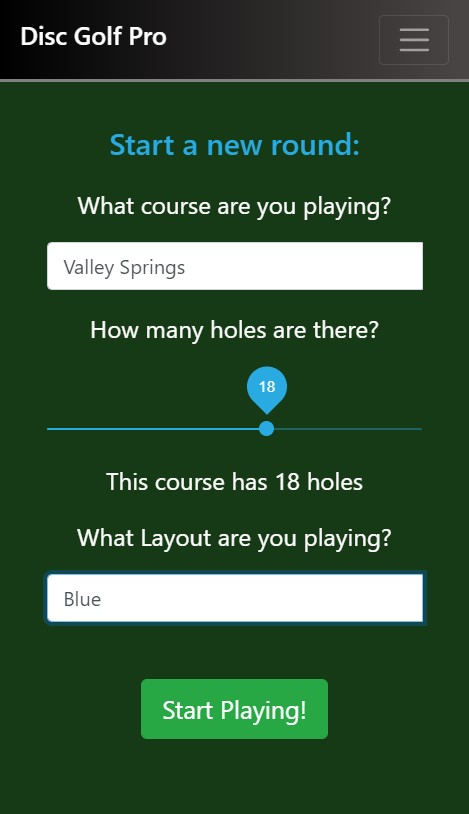 Disc Golf Pro
Start a new round:
What course are you playing?
Valley Springs
How many holes are there?
18
This course has 18 holes
What Layout are you playing?
Blue
Start Playing!